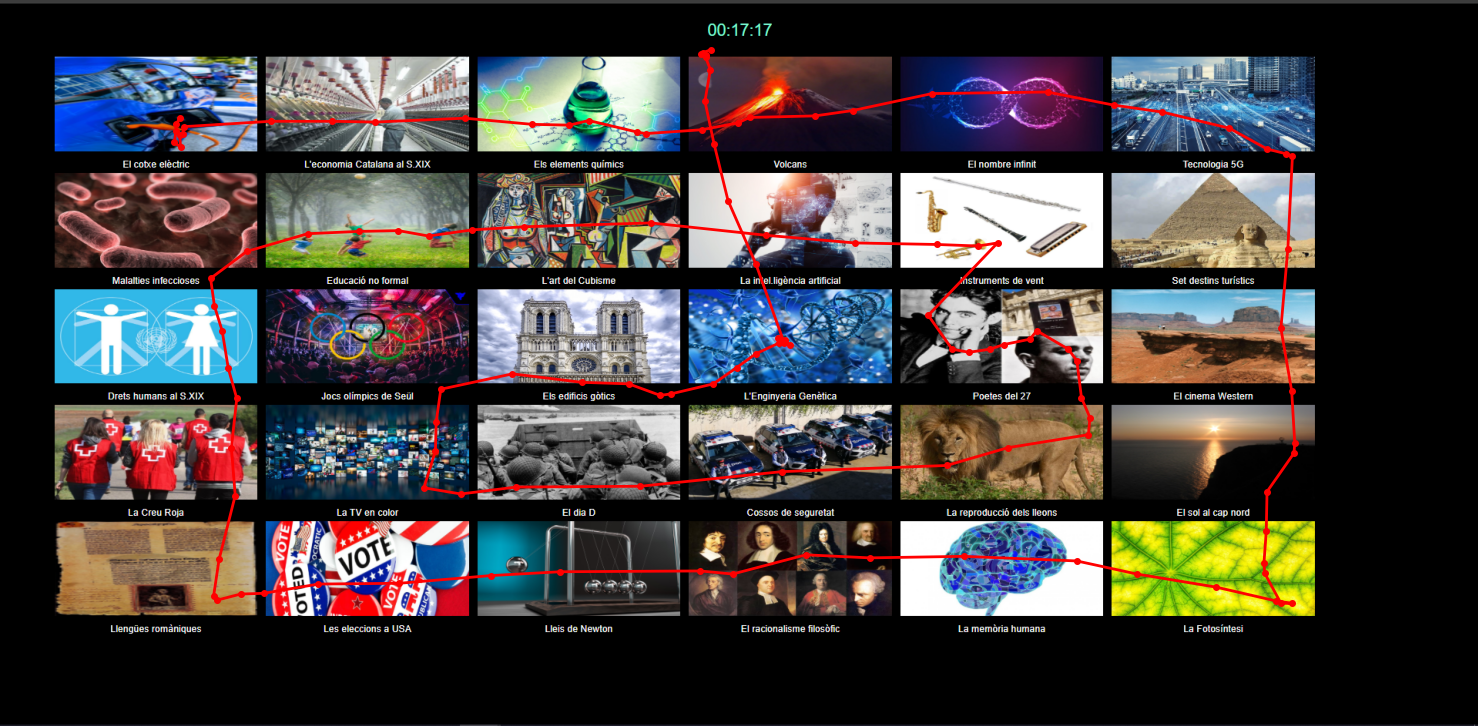 00:17:17
El cotxe elèctric
L'economia Catalana al S.XIX
Els elements químics
Volcans
El nombre infinit
Tecnologia 5G
Malalties infeccioses
Educació no formal
L'art del Cubisme
La intel.ligència artificial
Instruments de vent
Set destins turístics
Drets humans al S.XIX
Jocs olímpics de Seül
Els edificis gòtics
L'Enginyeria Genètica
Poetes del 27
El cinema Western
La Creu Roja
La TV en color
El dia D
Cossos de seguretat
La reproducció dels lleons
El sol al cap nord
VOTE
VOTE
VOTED
VOTE
Llengües romàniques
Les eleccions a USA
Lleis de Newton
El racionalisme filosòfic
La memòria humana
La Fotosíntesi